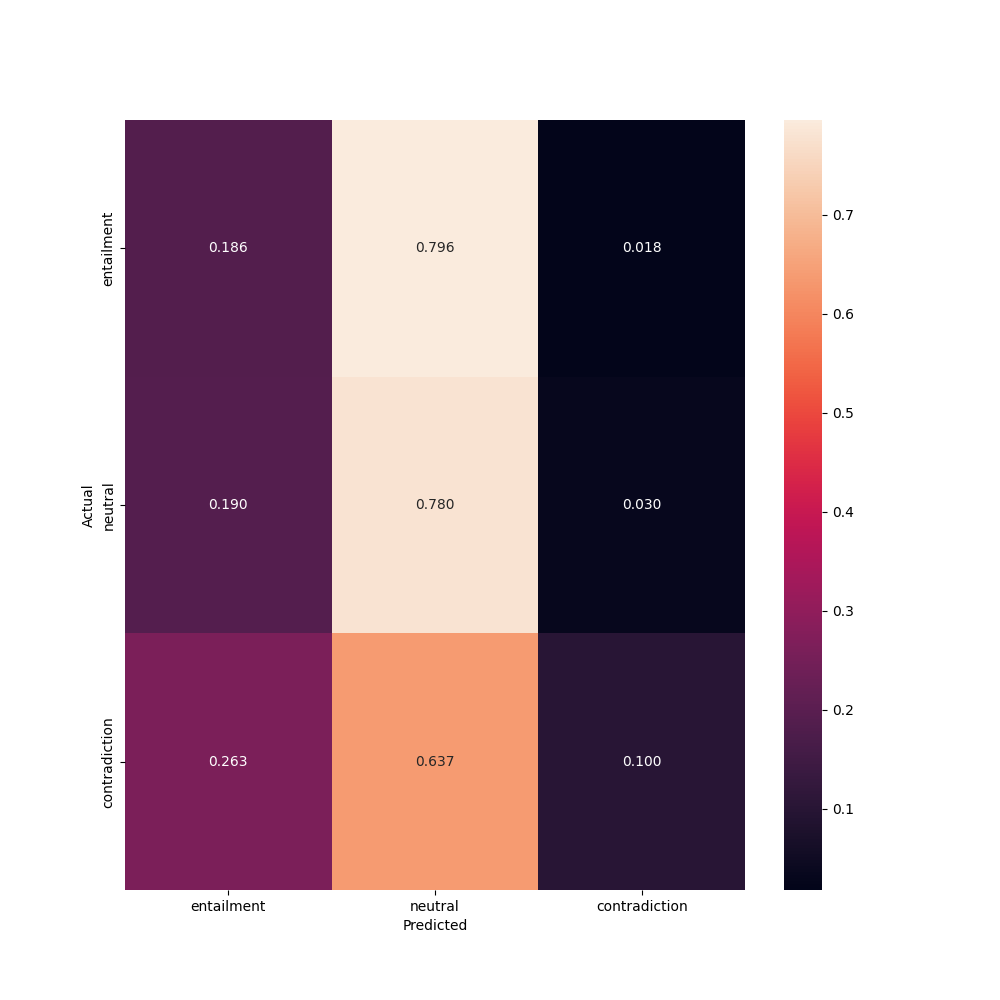 entailment
0.186 0.796 0.018
0.7
0.6
0.5
Actual
neutral
0.190 0.780 0.030
0.4
0.3
contradiction
0.263 0.637 0.100
0.2
0.1
entailment neutral contradiction
Predicted